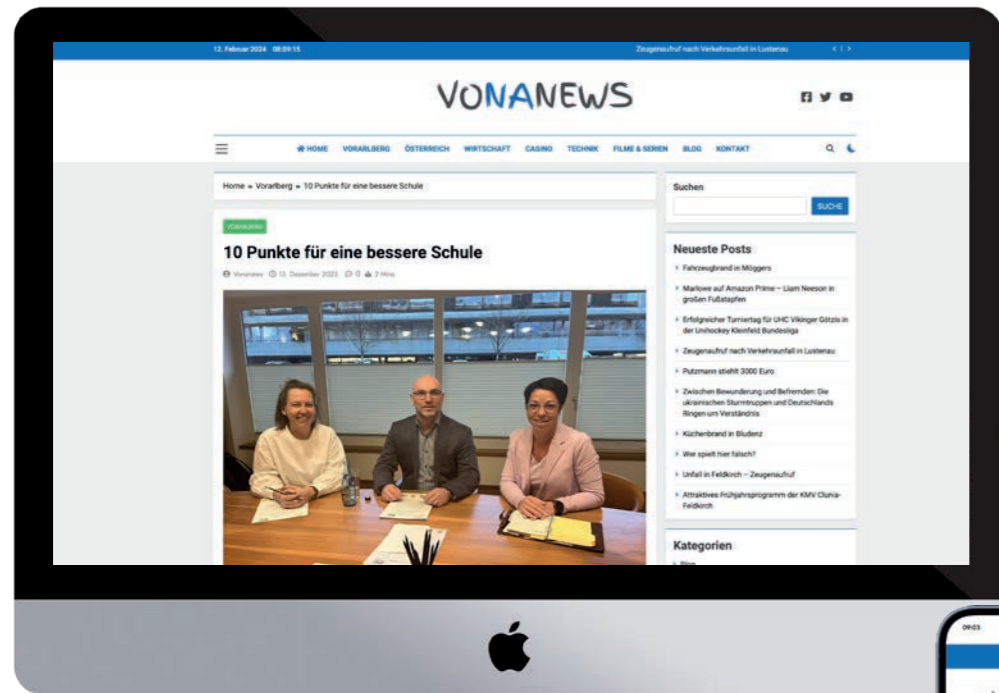 12. Februar 2024 08:09:15
Zeugenaufruf nach Verkehrsunfall in Lustenau
VONANEWS
HOME VORARLBERG ÖSTERREICH WIRTSCHAFT CASINO TECHNIK FILME & SERIEN BLOG KONTAKT
Home » Vorarlberg » 10 Punkte für eine bessere Schule
VORARLBERG
10 Punkte für eine bessere Schule
Vonanews 13. Dezember 2023 0 2 Mins
Suchen
SUCHE
Neueste Posts
Fahrzeugbrand in Möggers
Marlowe auf Amazon Prime – Liam Neeson in
großen Fußstapfen
Erfolgreicher Turniertag für UHC Vikinger Götzis in
der Unihockey Kleinfeld Bundesliga
Zeugenaufruf nach Verkehrsunfall in Lustenau
Putzmann stiehlt 3000 Euro
Zwischen Bewunderung und Befremden: Die
ukrainischen Sturmtruppen und Deutschlands
Ringen um Verständnis
Küchenbrand in Bludenz
Wer spielt hier falsch?
Unfall in Feldkirch – Zeugenaufruf
Attraktives Frühjahrsprogramm der KMV Clunia-
Feldkirch
Kategorien
Blog
09:03